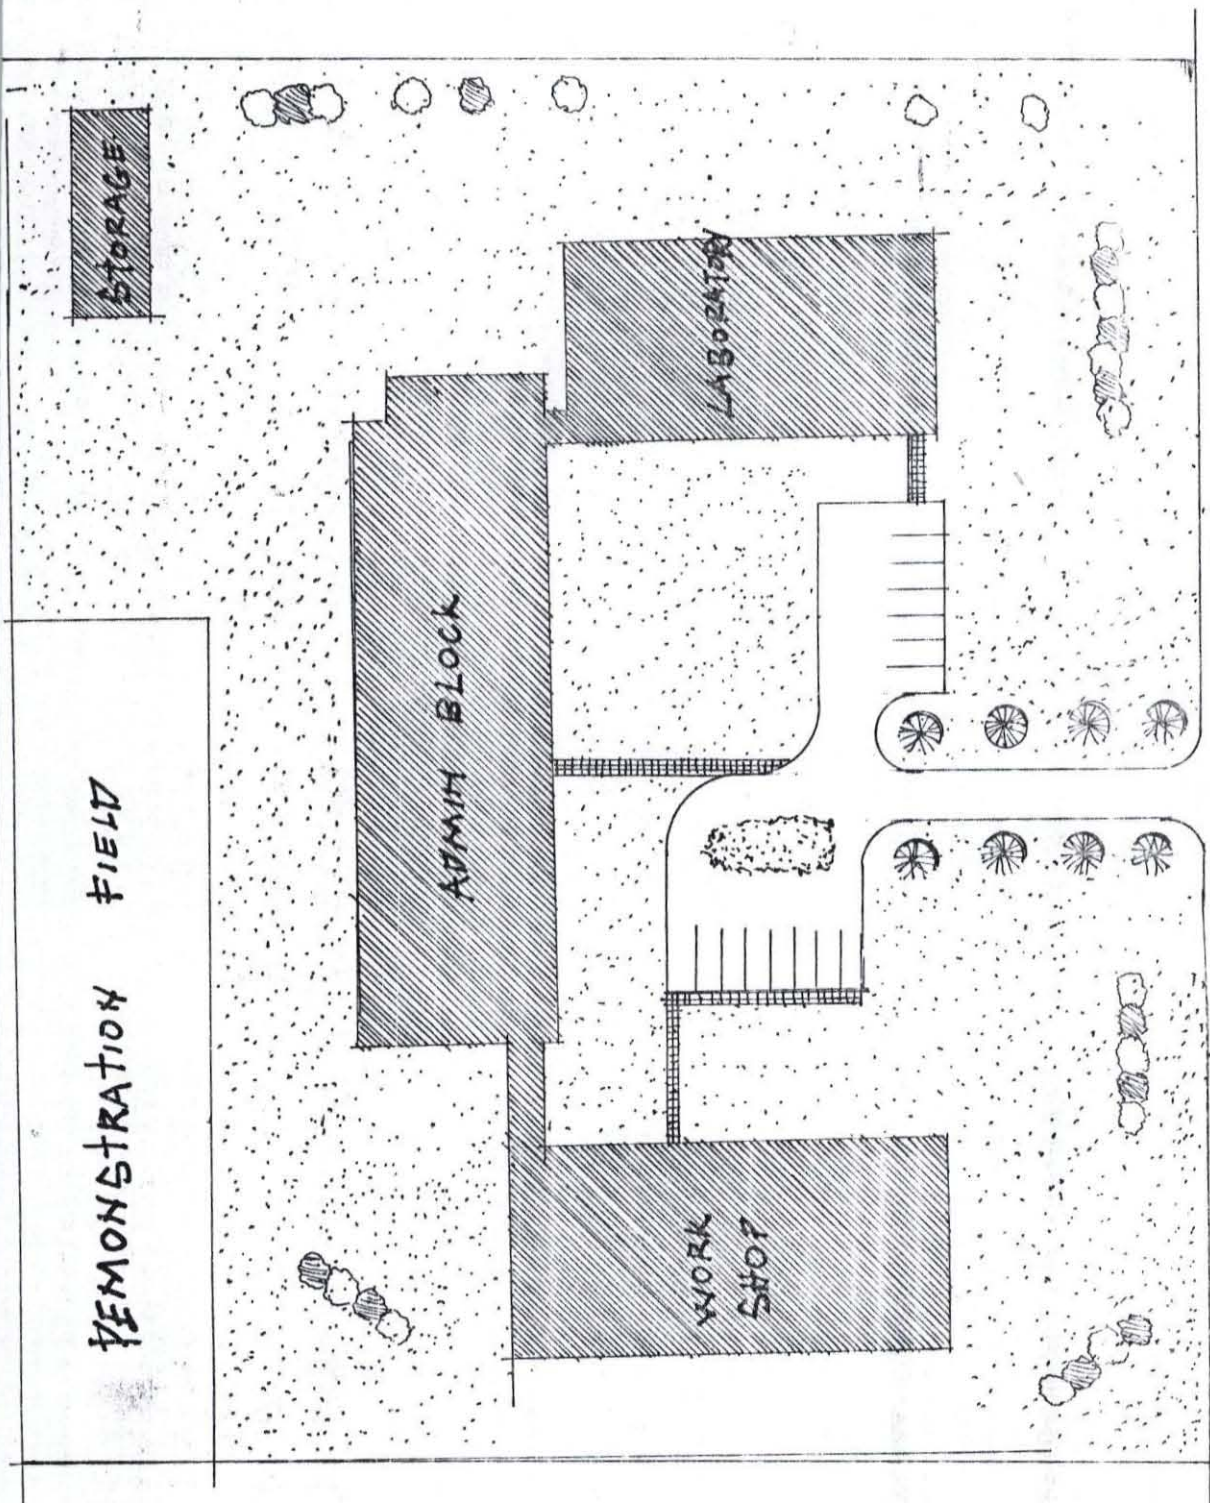 DEMONSTRATION FIELD
STORAGE
ADMIN BLOCK
LABORATORY
WORK
SHOP